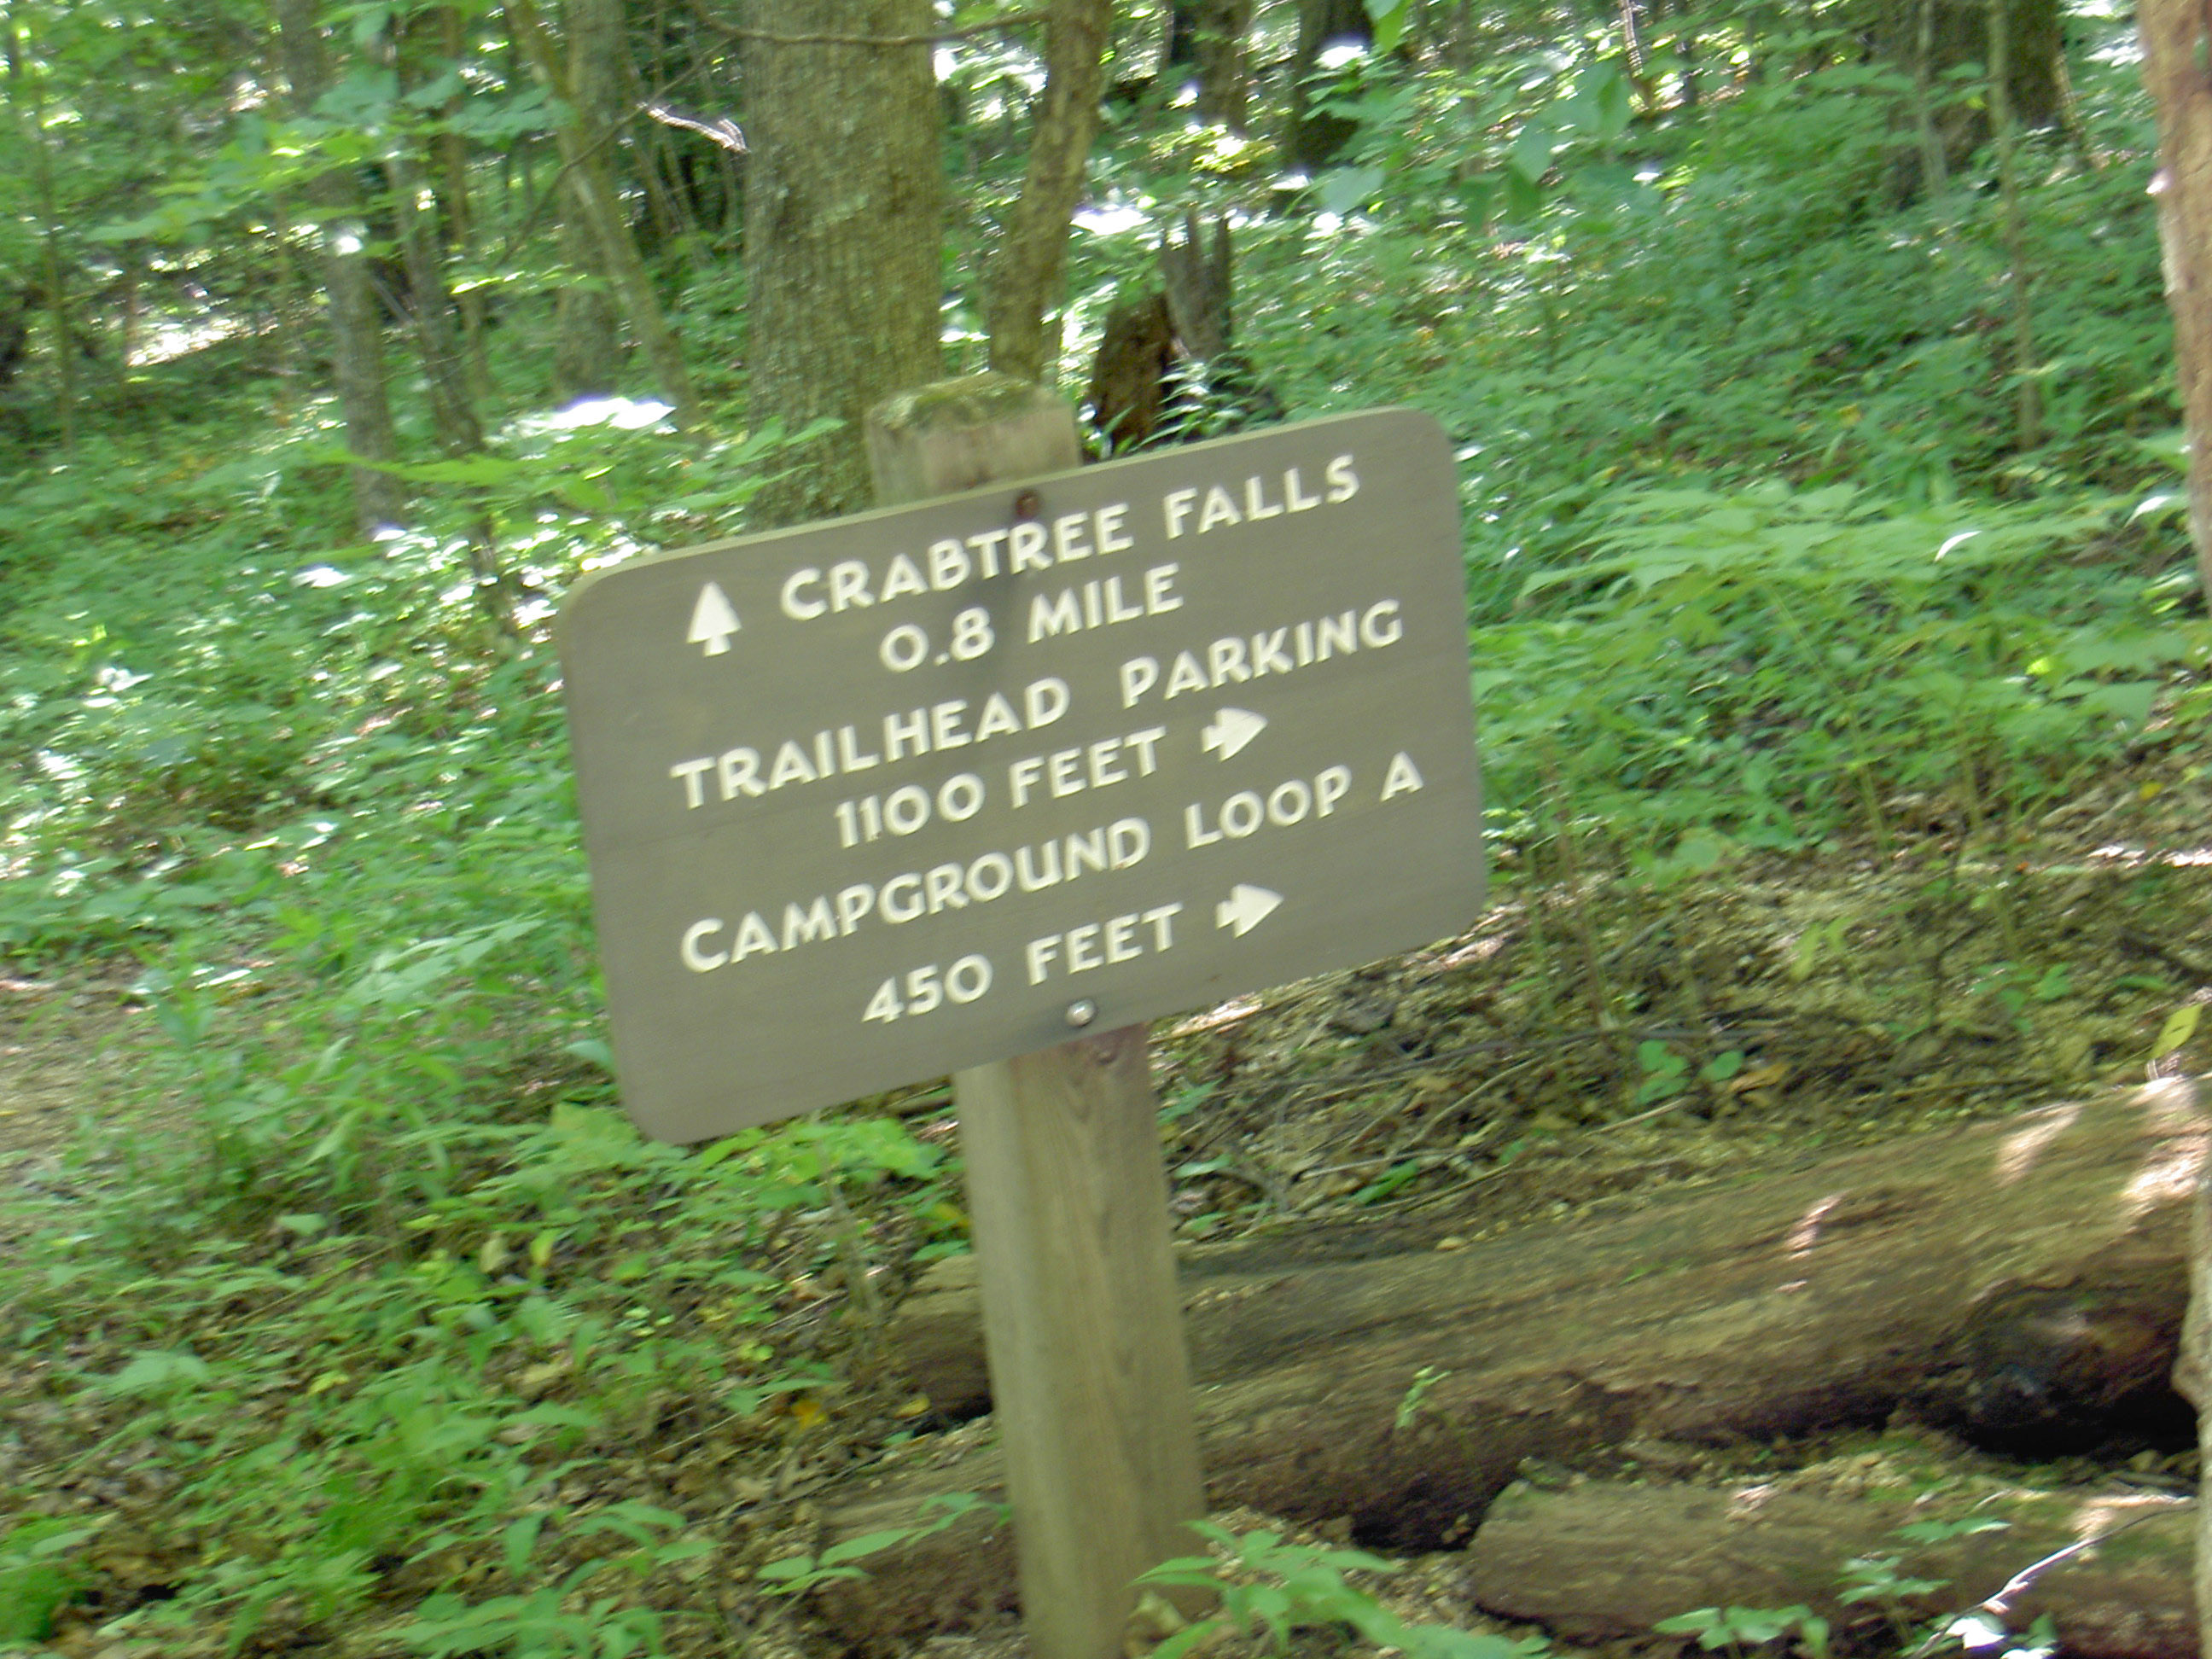 CRABTREE FALLS
0.8 MILE
TRAILHEAD PARKING
1100 FEET
CAMPGROUND LOOP A
450 FEET